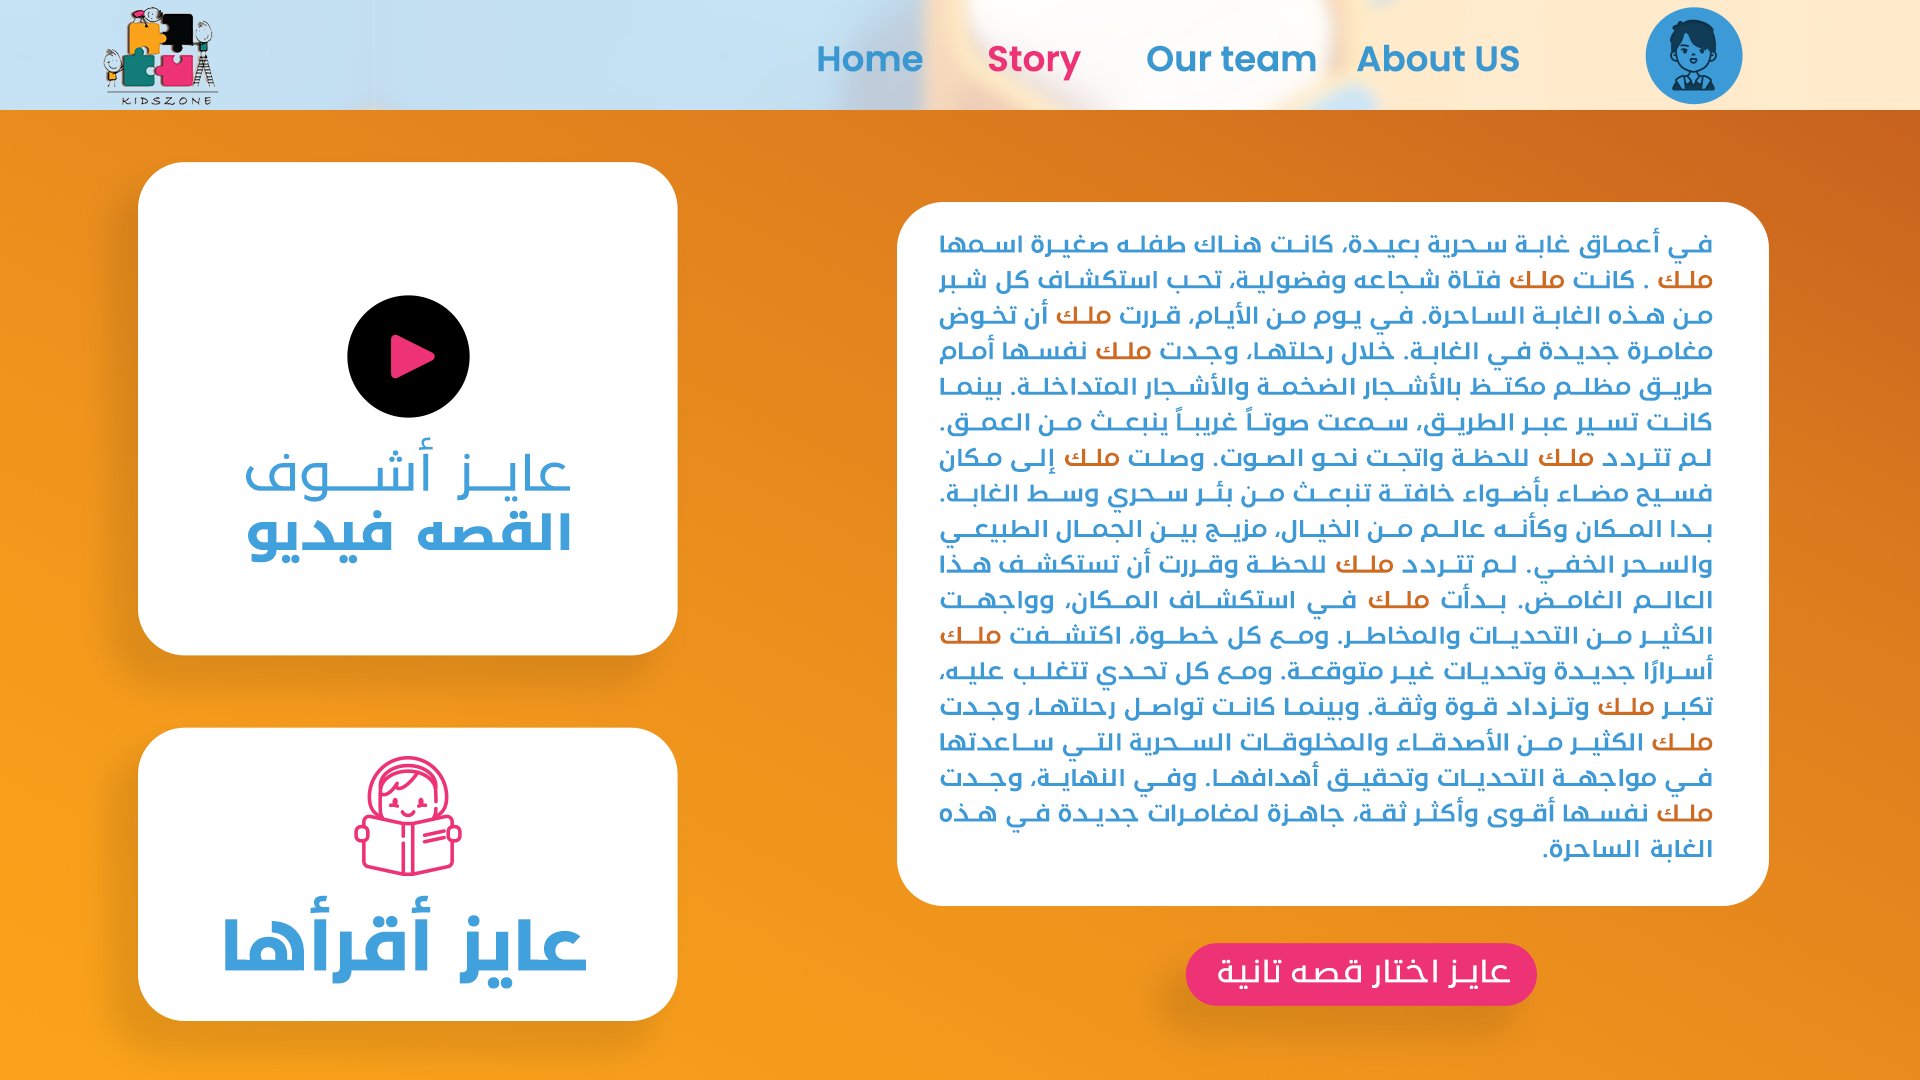 KIDSZONE
Home
Story
Our team
About US
عايز أشوف
القصه فيديو
عايز أقرأها
في أعماق غابة سحرية بعيدة، كانت هناك طفله صغيرة اسمها
ملك . كانت ملك فتاة شجاعه وفضولية، تحب استكشاف كل شبر
من هذه الغابة الساحرة. في يوم من الأيام، قررت ملك أن تخوض
مغامرة جديدة في الغابة. خلال رحلتها، وجدت ملك نفسها أمام
طريق مظلم مكتظ بالأشجار الضخمة والأشجار المتداخلة. بينما
كانت تسير عبر الطريق، سمعت صوتاً غريباً ينبعث من العمق.
لم تتردد ملك للحظة واتجت نحو الصوت. وصلت ملك إلى مكان
فسيح مضاء بأضواء خافتة تنبعث من بئر سحري وسط الغابة.
بدا المكان وكأنه عالم من الخيال، مزيج بين الجمال الطبيعي
والسحر الخفي. لم تتردد ملك للحظة وقررت أن تستكشف هذا
العالم الغامض. بدأت ملك في استكشاف المكان، وواجهت
الكثير من التحديات والمخاطر. ومع كل خطوة، اكتشفت ملك
أسرارًا جديدة وتحديات غير متوقعة. ومع كل تحدي تتغلب عليه،
تكبر ملك وتزداد قوة وثقة. وبينما كانت تواصل رحلتها، وجدت
ملك الكثير من الأصدقاء والمخلوقات السحرية التي ساعدتها
في مواجهة التحديات وتحقيق أهدافها. وفي النهاية، وجدت
ملك نفسها أقوى وأكثر ثقة، جاهزة لمغامرات جديدة في هذه
الغابة الساحرة.
عايز اختار قصه تانية